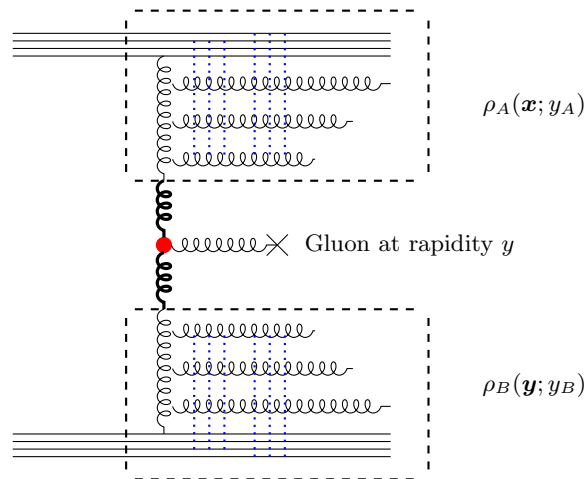 ρ_A(𝒙; y_A)
Gluon at rapidity y
ρ_B(𝒚; y_B)